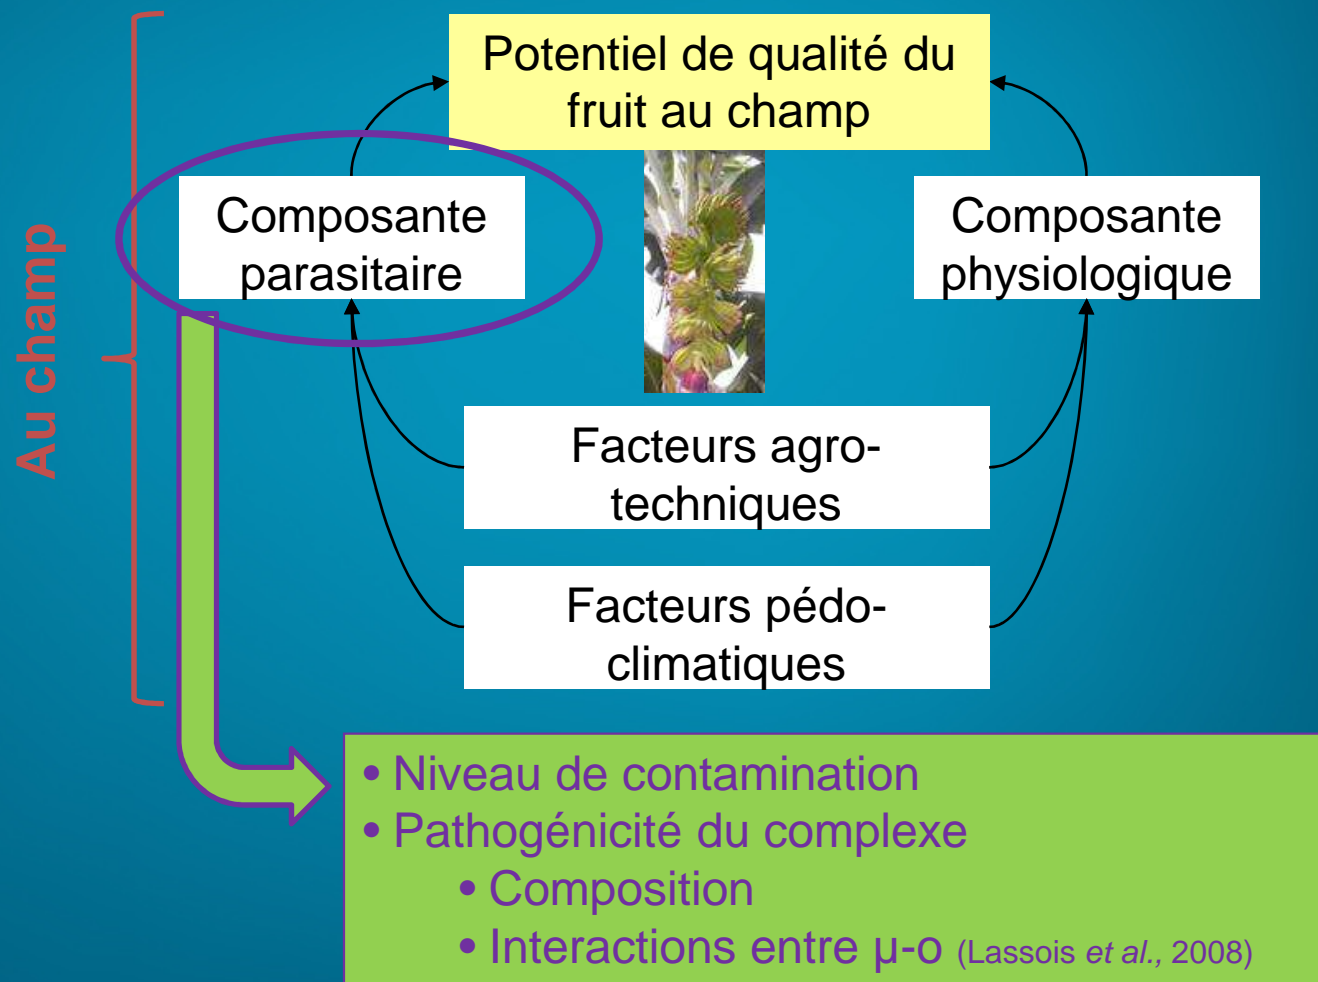 Potentiel de qualité du
fruit au champ
Composante
parasitaire
Composante
physiologique
Au champ
Facteurs agro-
techniques
Facteurs pédo-
climatiques
• Niveau de contamination
• Pathogénicité du complexe
• Composition
• Interactions entre µ-o (Lassois et al., 2008)